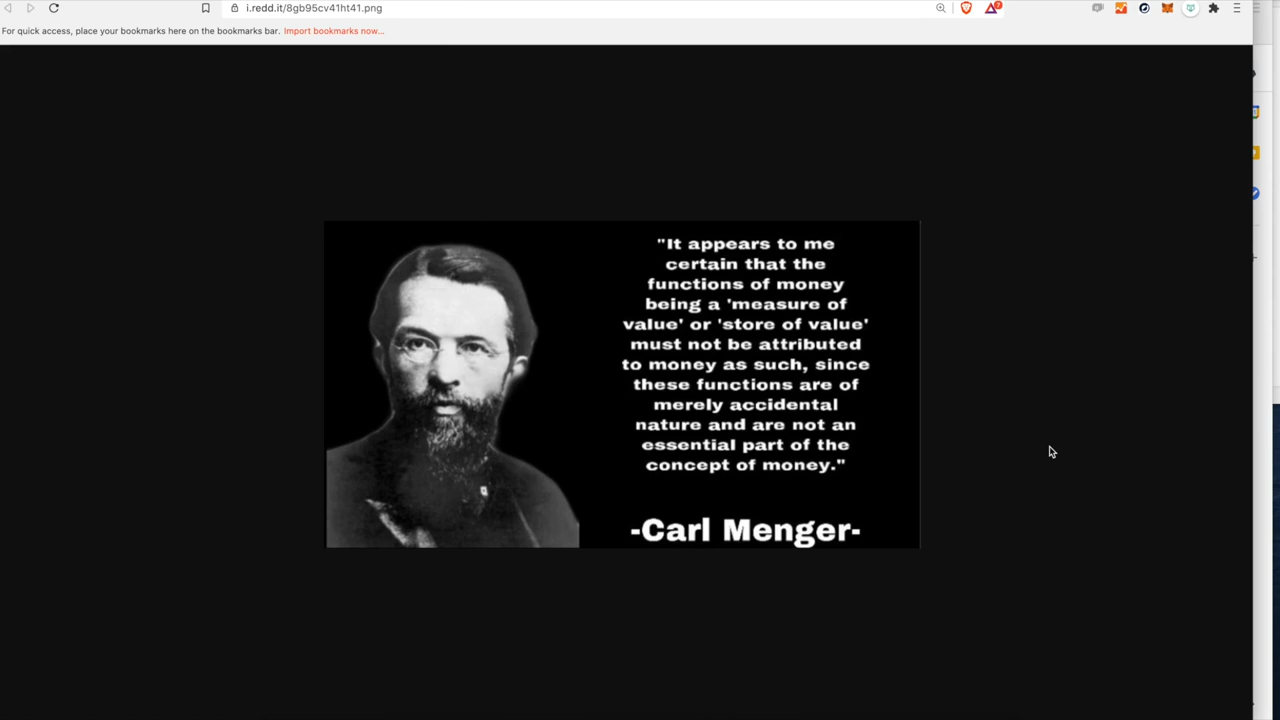 i.redd.it/8gb95cv41ht41.png
7
For quick access, place your bookmarks here on the bookmarks bar. Import bookmarks now...
"It appears to me
certain that the
functions of money
being a 'measure of
value' or 'store of value'
must not be attributed
to money as such, since
these functions are of
merely accidental
nature and are not an
essential part of the
concept of money."
-Carl Menger-